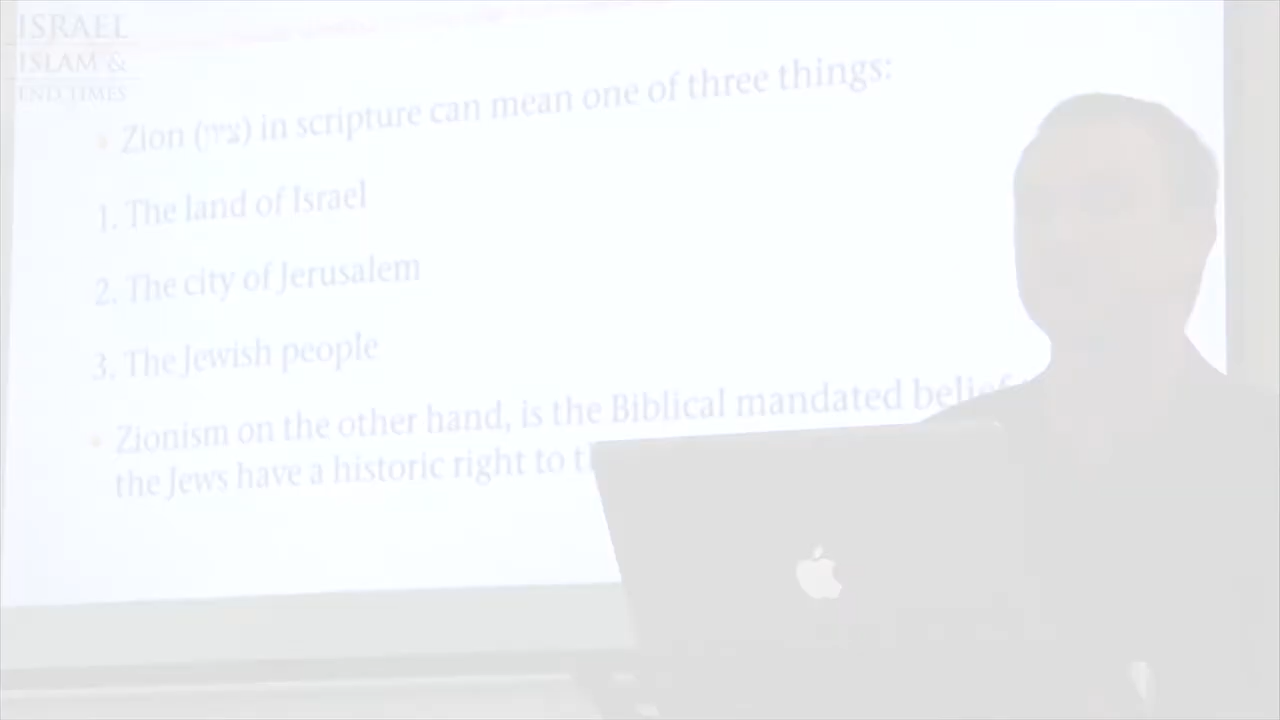 ISRAEL
ISLAM &
END TIMES
• Zion (ציון) in scripture can mean one of three things:
1. The land of Israel
2. The city of Jerusalem
3. The Jewish people
• Zionism on the other hand, is the Biblical mandated belief
the Jews have a historic right to